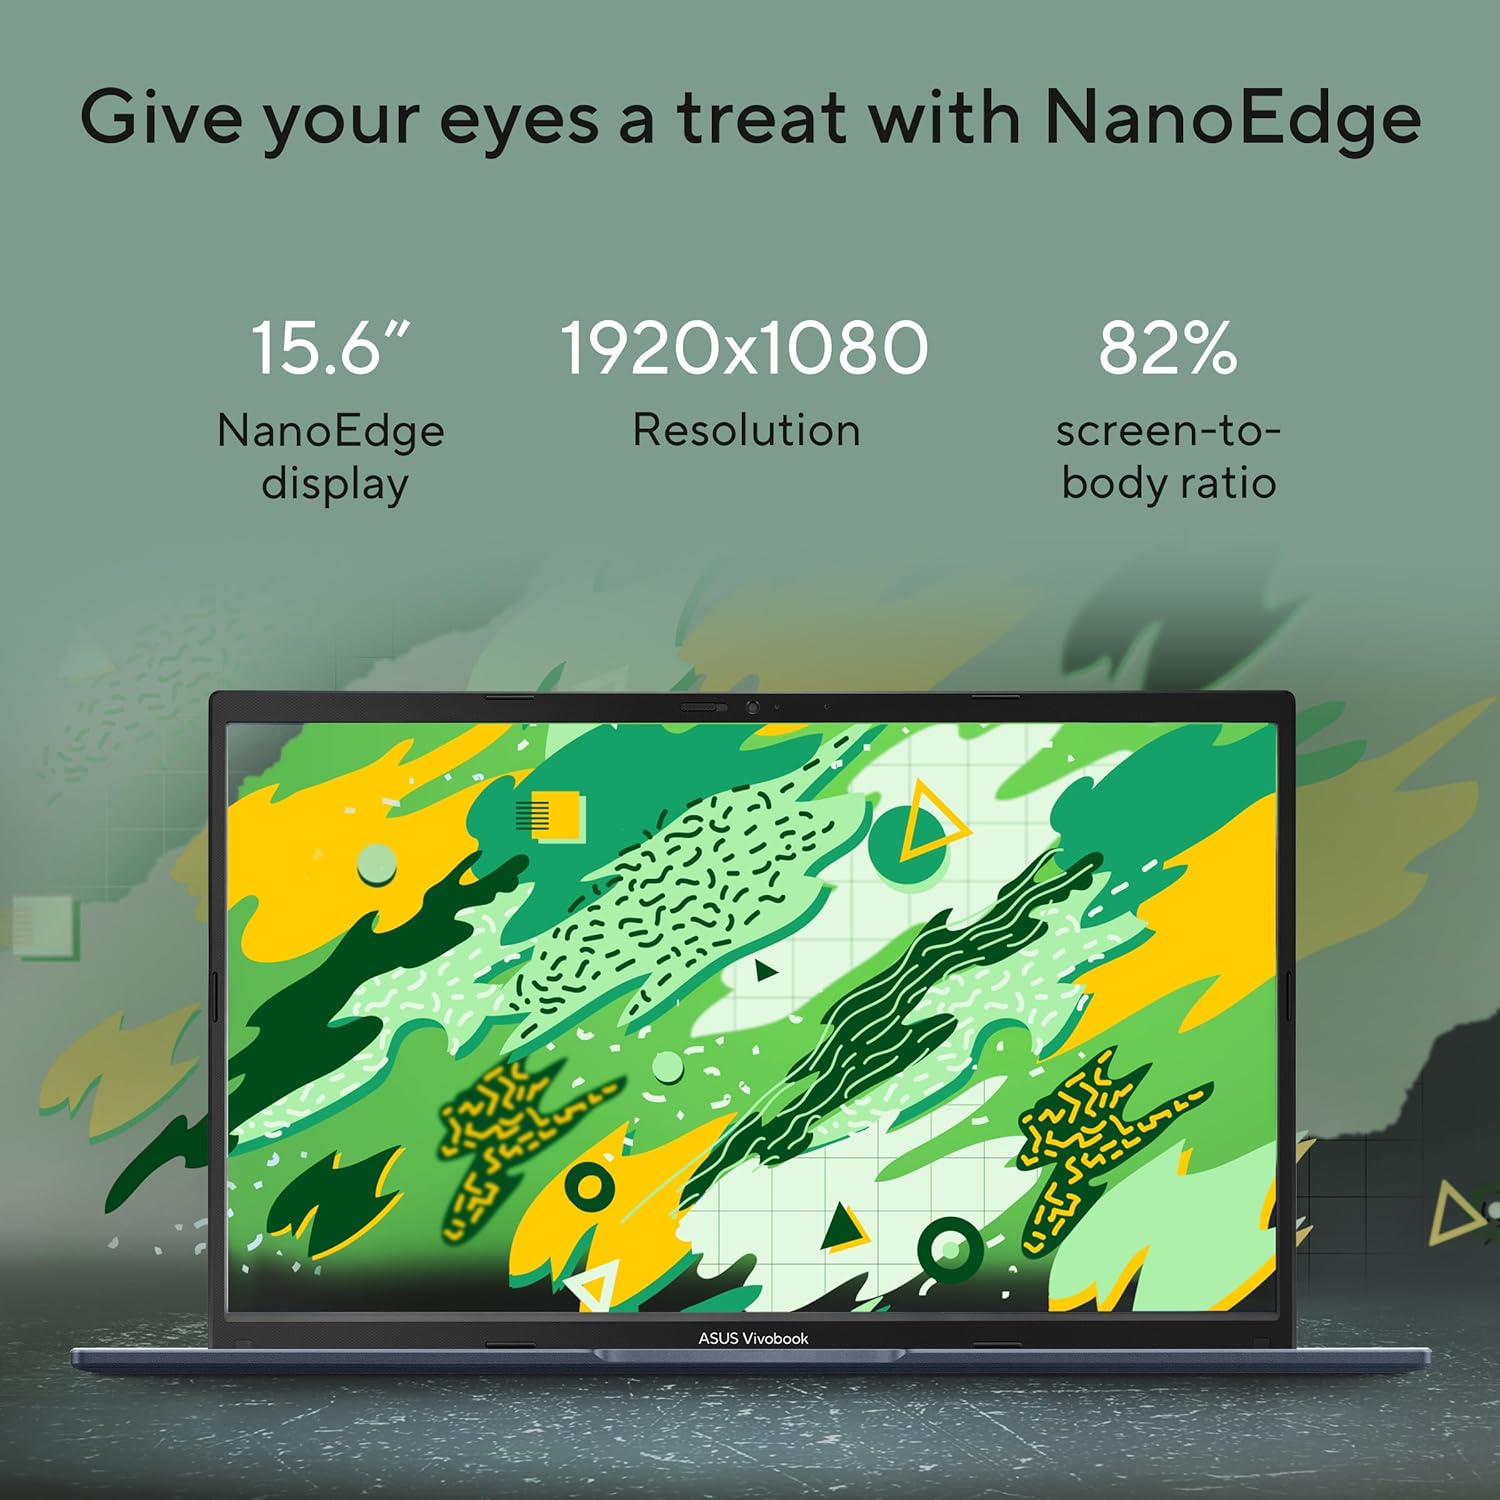 Give your eyes a treat with NanoEdge
15.6″
NanoEdge
display
1920x1080
Resolution
82%
screen-to-
body ratio
ASUS Vivobook